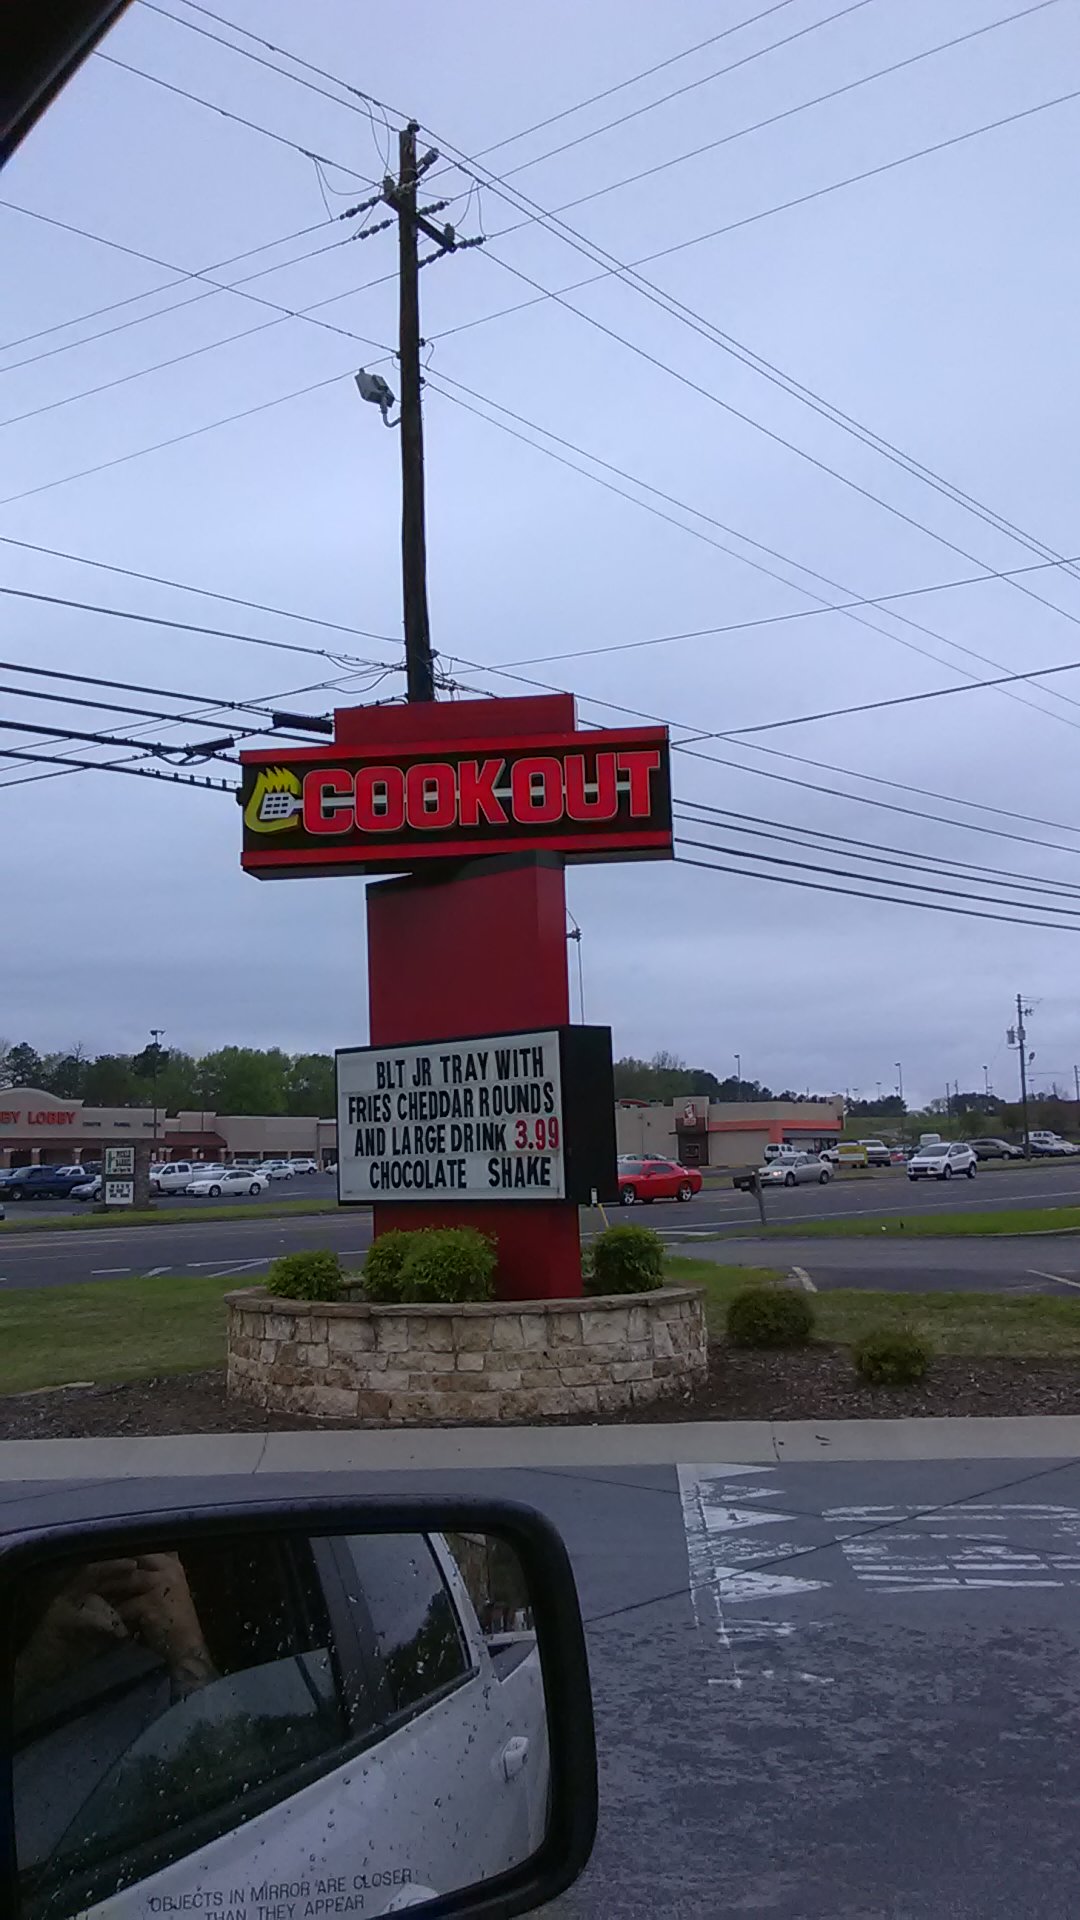 COOKOUT
BLT JR TRAY WITH
FRIES CHEDDAR ROUNDS
AND LARGE DRINK 3.99
CHOCOLATE SHAKE
BY LOBBY
OBJECTS IN MIRROR ARE CLOSER
THAN THEY APPEAR